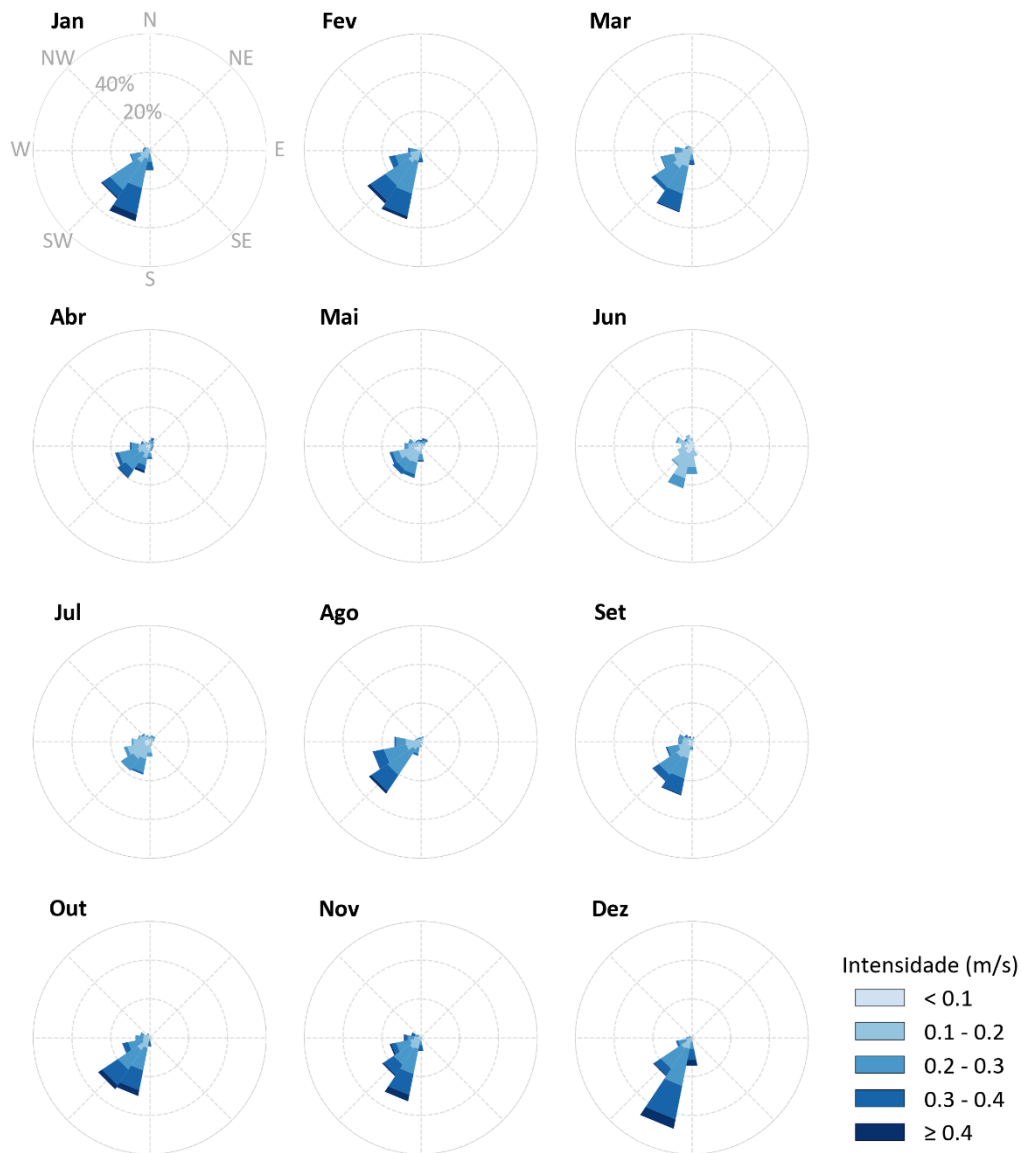 Jan
N
Fev
Mar
NW
NE
40%
20%
W
E
SW
SE
S
Abr
Mai
Jun
Jul
Ago
Set
Out
Nov
Dez
Intensidade (m/s)
< 0.1
0.1 - 0.2
0.2 - 0.3
0.3 - 0.4
≥ 0.4